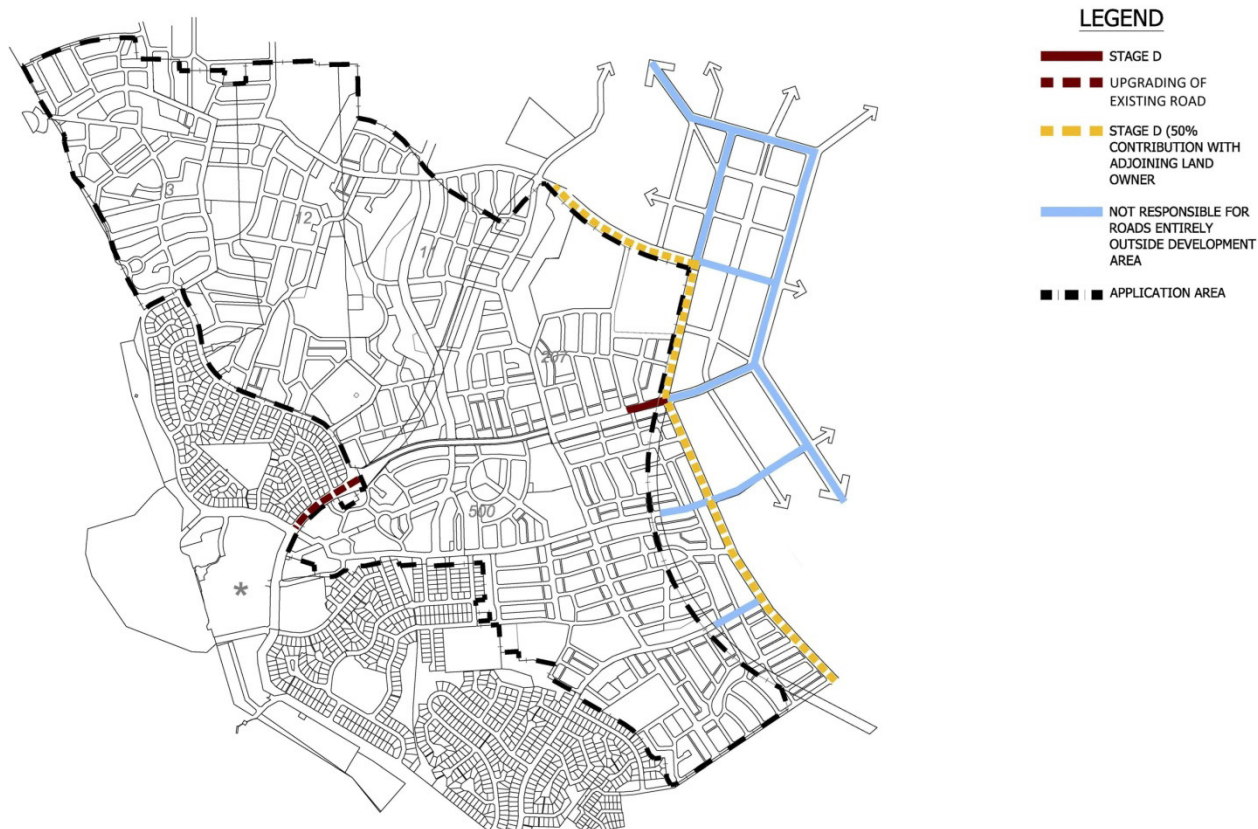 LEGEND
STAGE D
UPGRADING OF
EXISTING ROAD
STAGE D (50%
CONTRIBUTION WITH
ADJOINING LAND
OWNER
NOT RESPONSIBLE FOR
ROADS ENTIRELY
OUTSIDE DEVELOPMENT
AREA
APPLICATION AREA
3
12
11
267
500
*